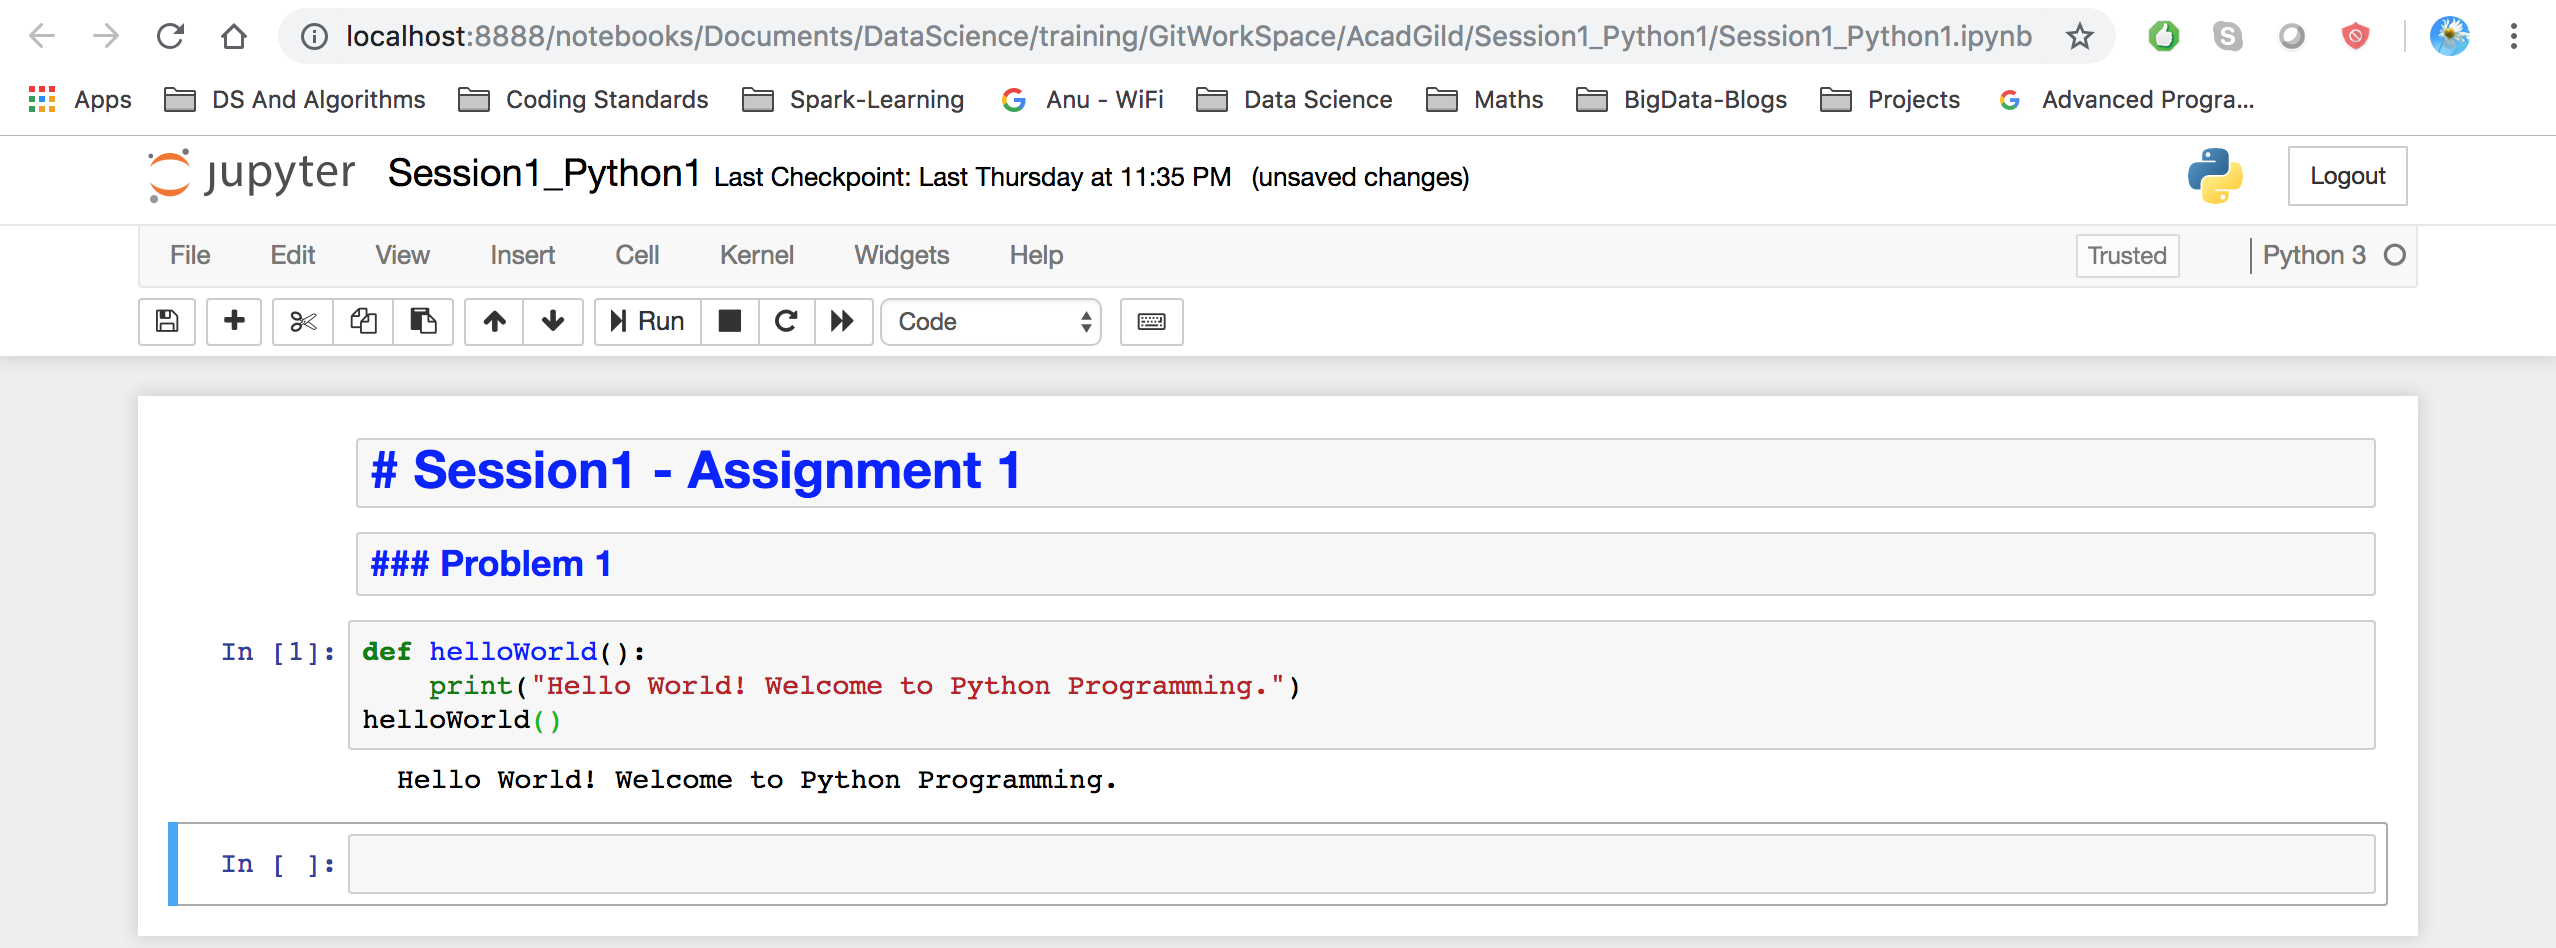 localhost:8888/notebooks/Documents/DataScience/training/GitWorkSpace/AcadGild/Session1_Python1/Session1_Python1.ipynb
S
Apps DS And Algorithms Coding Standards Spark-Learning Anu - WiFi Data Science Maths BigData-Blogs Projects Advanced Progra...
jupyter Session1_Python1 Last Checkpoint: Last Thursday at 11:35 PM (unsaved changes) Logout
File Edit View Insert Cell Kernel Widgets Help Trusted Python 3
Run Code
# Session1 - Assignment 1
### Problem 1
In [1]: def helloWorld():
print("Hello World! Welcome to Python Programming.")
helloWorld()
Hello World! Welcome to Python Programming.
In [ ]: